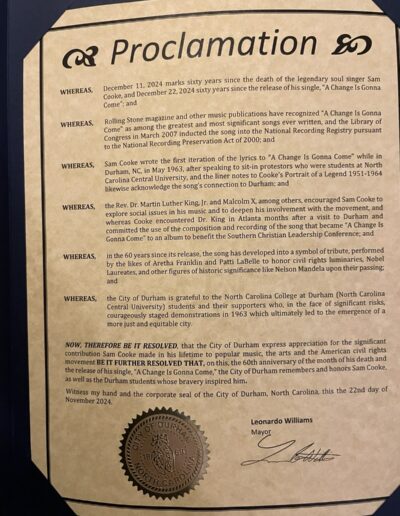 Proclamation
WHEREAS, December 11, 2024 marks sixty years since the death of the legendary soul singer Sam
Cooke, and December 22, 2024 sixty years since the release of his single, "A Change Is Gonna
Come"; and
WHEREAS, Rolling Stone magazine and other music publications have recognized "A Change Is Gonna
Come" as among the greatest and most significant songs ever written, and the Library of
Congress in March 2007 inducted the song into the National Recording Registry pursuant
to the National Recording Preservation Act of 2000; and
WHEREAS, Sam Cooke wrote the first iteration of the lyrics to "A Change Is Gonna Come" while in
Durham, NC, in May 1963, after speaking to sit-in protestors who were students at North
Carolina Central University, and the liner notes to Cooke's Portrait of a Legend 1951-1964
likewise acknowledge the song's connection to Durham; and
WHEREAS, the Rev. Dr. Martin Luther King, Jr. and Malcolm X, among others, encouraged Sam Cooke to
explore social issues in his music and to deepen his involvement with the movement, and
whereas Cooke encountered Dr. King in Atlanta months after a visit to Durham and
committed the use of the composition and recording of the song that became "A Change Is
Gonna Come" to an album to benefit the Southern Christian Leadership Conference; and
WHEREAS, in the 60 years since its release, the song has developed into a symbol of tribute, performed
by the likes of Aretha Franklin and Patti LaBelle to honor civil rights luminaries, Nobel
Laureates, and other figures of historic significance like Nelson Mandela upon their passing;
and
WHEREAS, the City of Durham is grateful to the North Carolina College at Durham (North Carolina
Central University) students and their supporters who, in the face of significant risks,
courageously staged demonstrations in 1963 which ultimately led to the emergence of a
more just and equitable city.
NOW, THEREFORE BE IT RESOLVED, that the City of Durham express appreciation for the significant
contribution Sam Cooke made in his lifetime to popular music, the arts and the American civil rights
movement BE IT FURTHER RESOLVED THAT, on this, the 60th anniversary of the month of his death and
the release of his single, "A Change Is Gonna Come," the City of Durham remembers and honors Sam Cooke,
as well as the Durham students whose bravery inspired him.
Witness my hand and the corporate seal of the City of Durham, North Carolina, this the 22nd day of
November 2024.
Leonardo Williams
Mayor